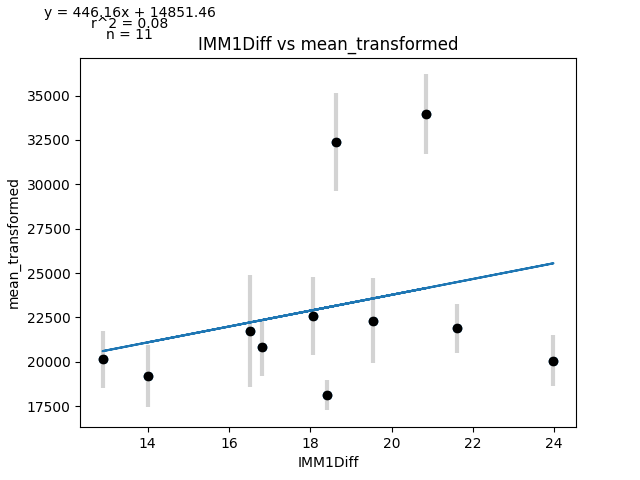 y = 446.16x + 14851.46
r^2 = 0.08
n = 11
IMM1Diff vs mean_transformed
35000
32500
30000
27500
25000
22500
20000
17500
mean_transformed
14 16 18 20 22 24
IMM1Diff